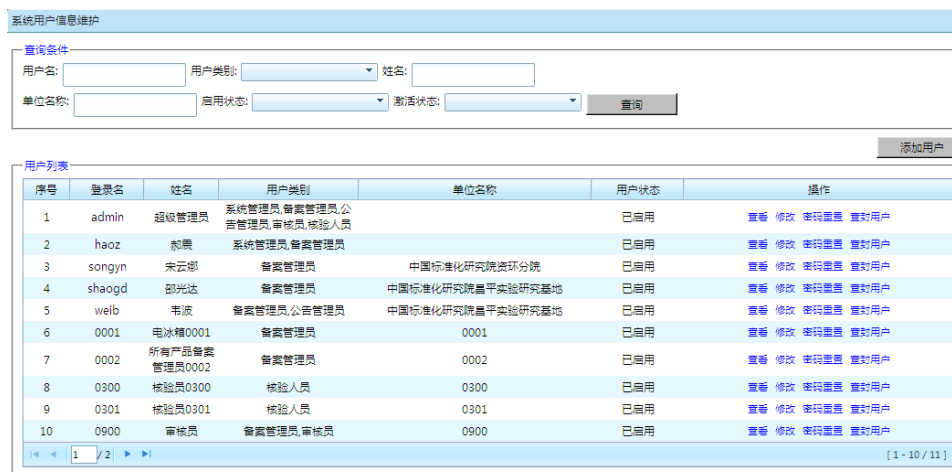 系统用户信息维护
查询条件
用户名: 用户类别: 姓名:
单位名称: 启用状态: 激活状态: 查询
添加用户
用户列表
序号 登录名 姓名 用户类别 单位名称 用户状态 操作
1 admin 超级管理员 系统管理员,备案管理员,公告管理员,审核员,核验人员 已启用 查看 修改 密码重置 查封用户
2 haoz 郝震 系统管理员,备案管理员 已启用 查看 修改 密码重置 查封用户
3 songyn 宋云娜 备案管理员 中国标准化研究院资环分院 已启用 查看 修改 密码重置 查封用户
4 shaogd 邵光达 备案管理员 中国标准化研究院昌平实验研究基地 已启用 查看 修改 密码重置 查封用户
5 weib 韦波 备案管理员,公告管理员 中国标准化研究院昌平实验研究基地 已启用 查看 修改 密码重置 查封用户
6 0001 电冰箱0001 备案管理员 0001 已启用 查看 修改 密码重置 查封用户
7 0002 所有产品备案管理员0002 备案管理员 0002 已启用 查看 修改 密码重置 查封用户
8 0300 核验员0300 核验人员 0300 已启用 查看 修改 密码重置 查封用户
9 0301 核验员0301 核验人员 0301 已启用 查看 修改 密码重置 查封用户
10 0900 审核员 备案管理员,审核员 0900 已启用 查看 修改 密码重置 查封用户
1 / 2 [ 1 - 10 / 11 ]